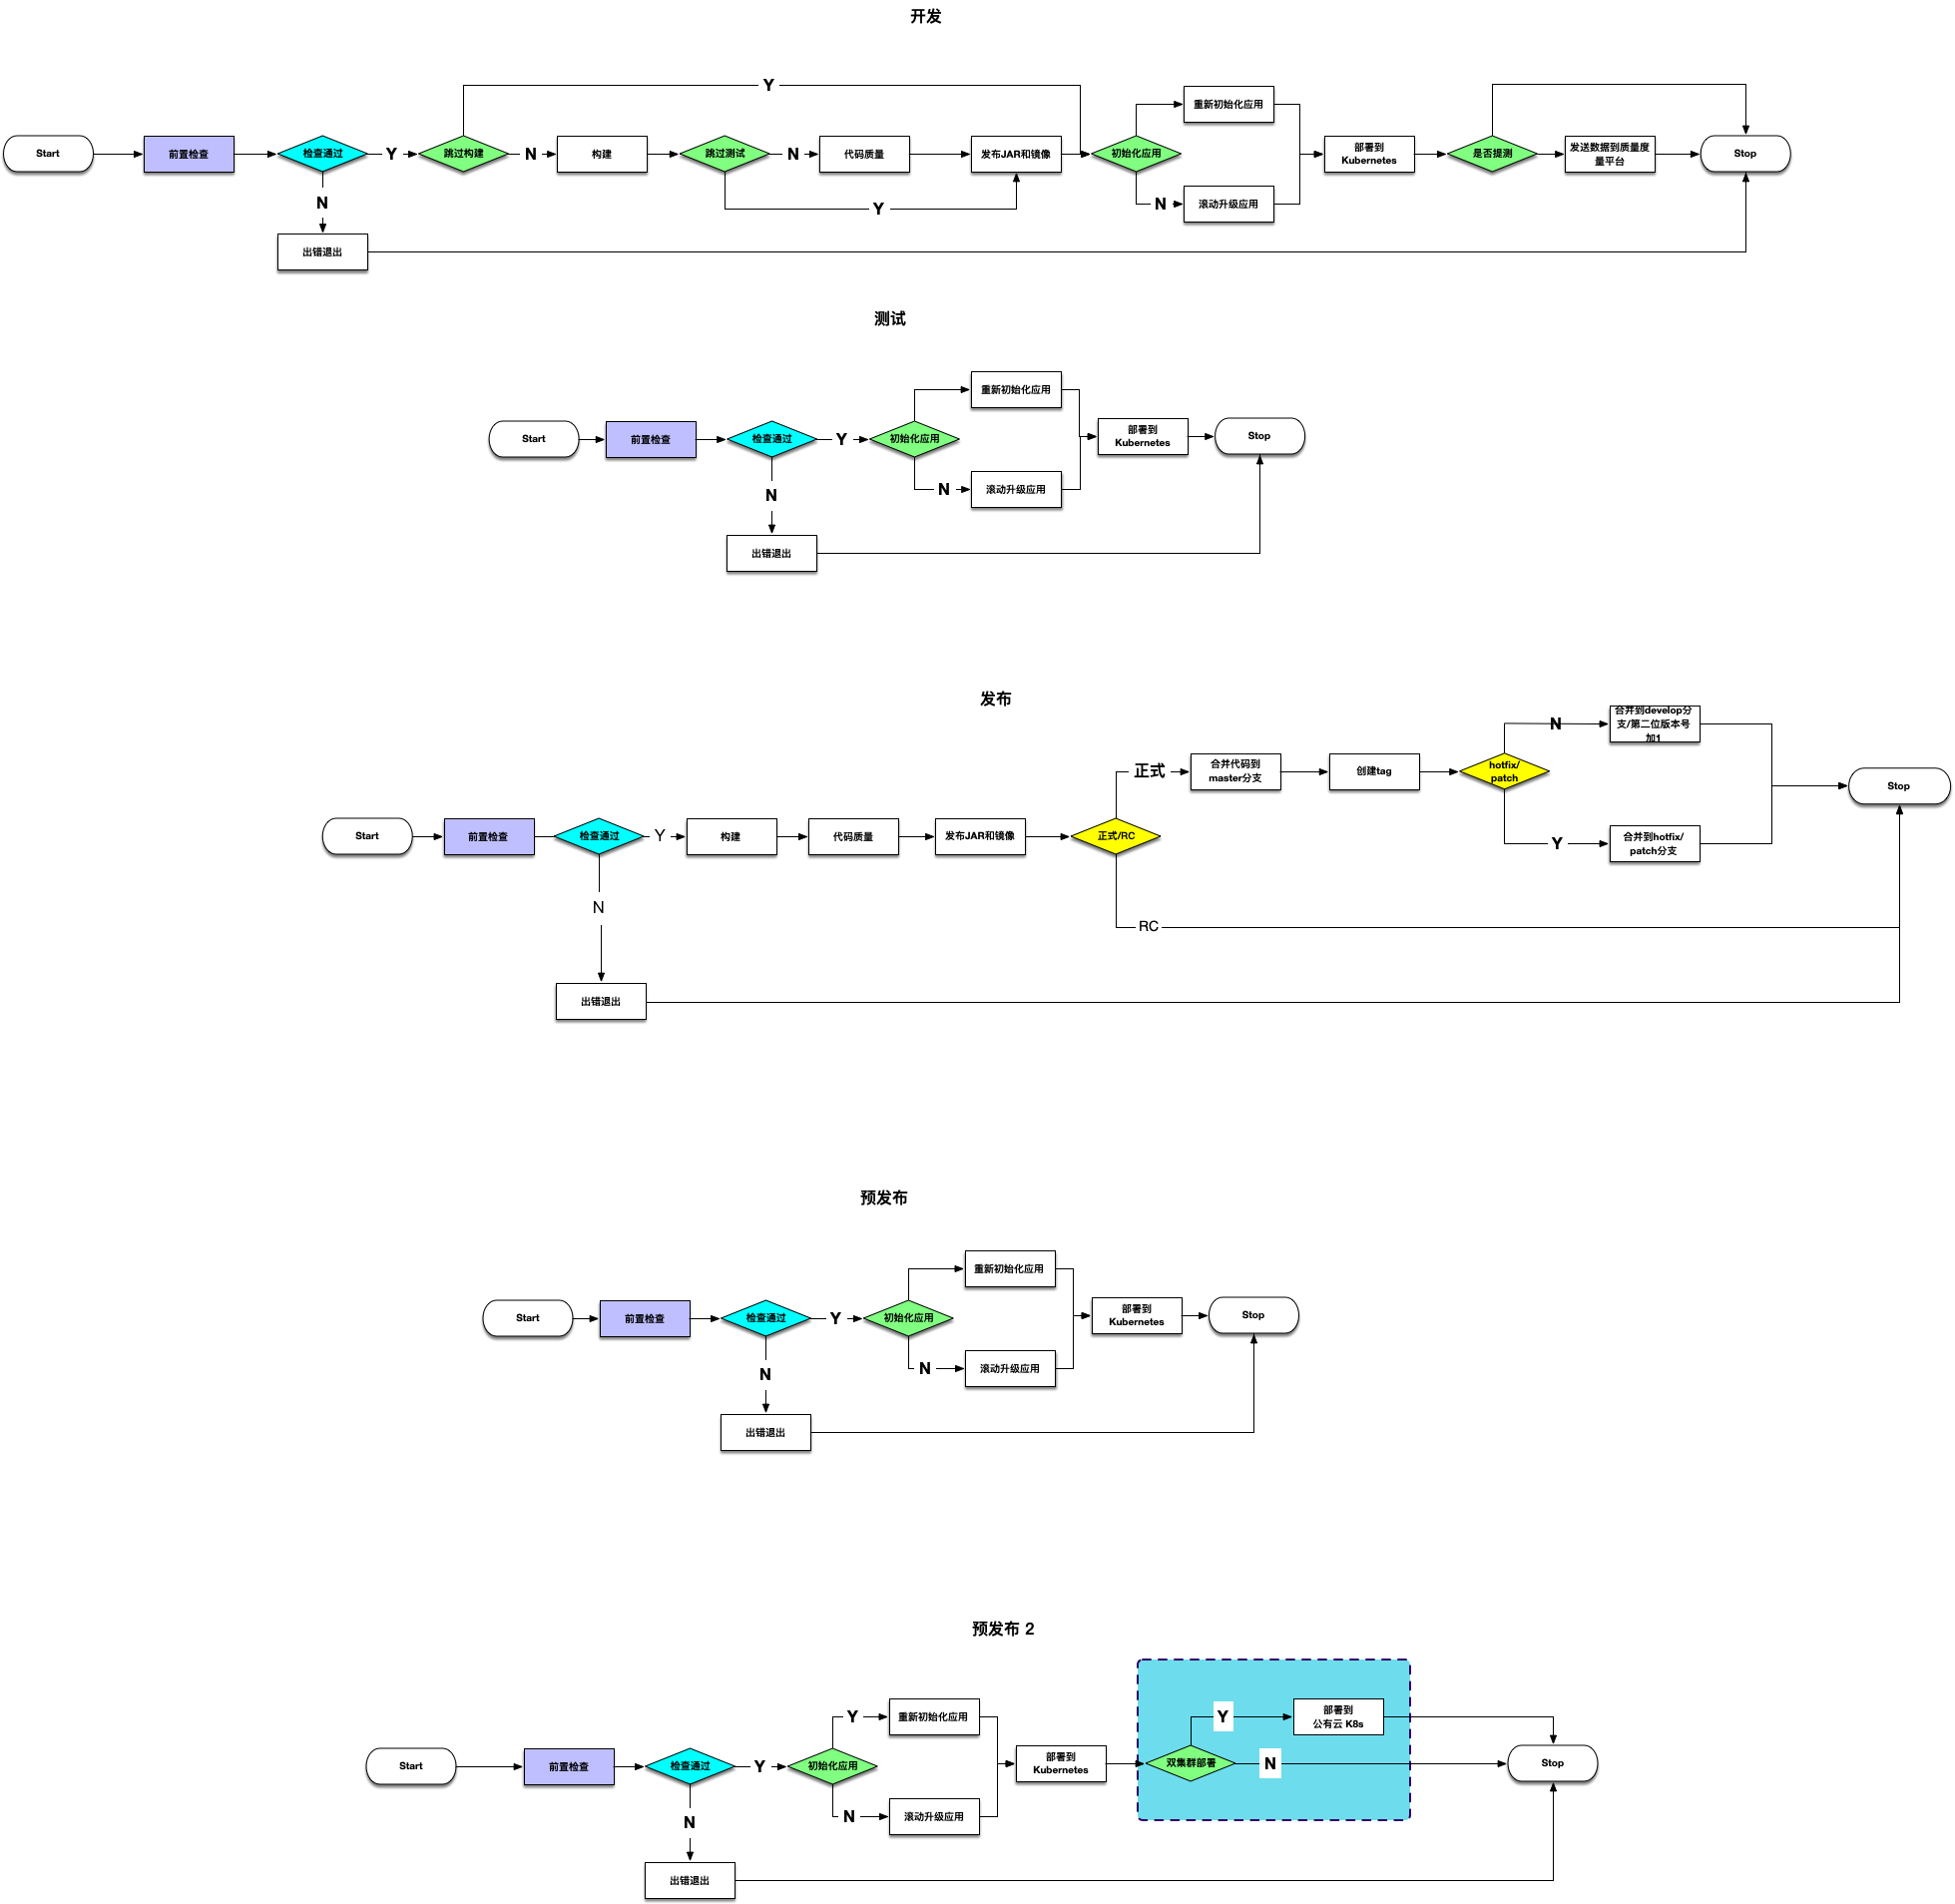 开发
Y
重新初始化应用
Start
前置检查
检查通过
Y
跳过构建
N
构建
跳过测试
N
代码质量
发布JAR和镜像
初始化应用
部署到
Kubernetes
是否提测
发送数据到质量度
量平台
Stop
N
Y
N
滚动升级应用
出错退出
测试
重新初始化应用
Start
前置检查
检查通过
Y
初始化应用
部署到
Kubernetes
Stop
N
N
滚动升级应用
出错退出
发布
N
合并到develop分
支/第二位版本号
加1
正式
合并代码到
master分支
创建tag
hotfix/
patch
Stop
Start
前置检查
检查通过
Y
构建
代码质量
发布JAR和镜像
正式/RC
Y
合并到hotfix/
patch分支
N
RC
出错退出
预发布
重新初始化应用
Start
前置检查
检查通过
Y
初始化应用
部署到
Kubernetes
Stop
N
N
滚动升级应用
出错退出
预发布 2
Y
重新初始化应用
Y
部署到
公有云 K8s
Start
前置检查
检查通过
Y
初始化应用
部署到
Kubernetes
双集群部署
N
Stop
N
N
滚动升级应用
出错退出